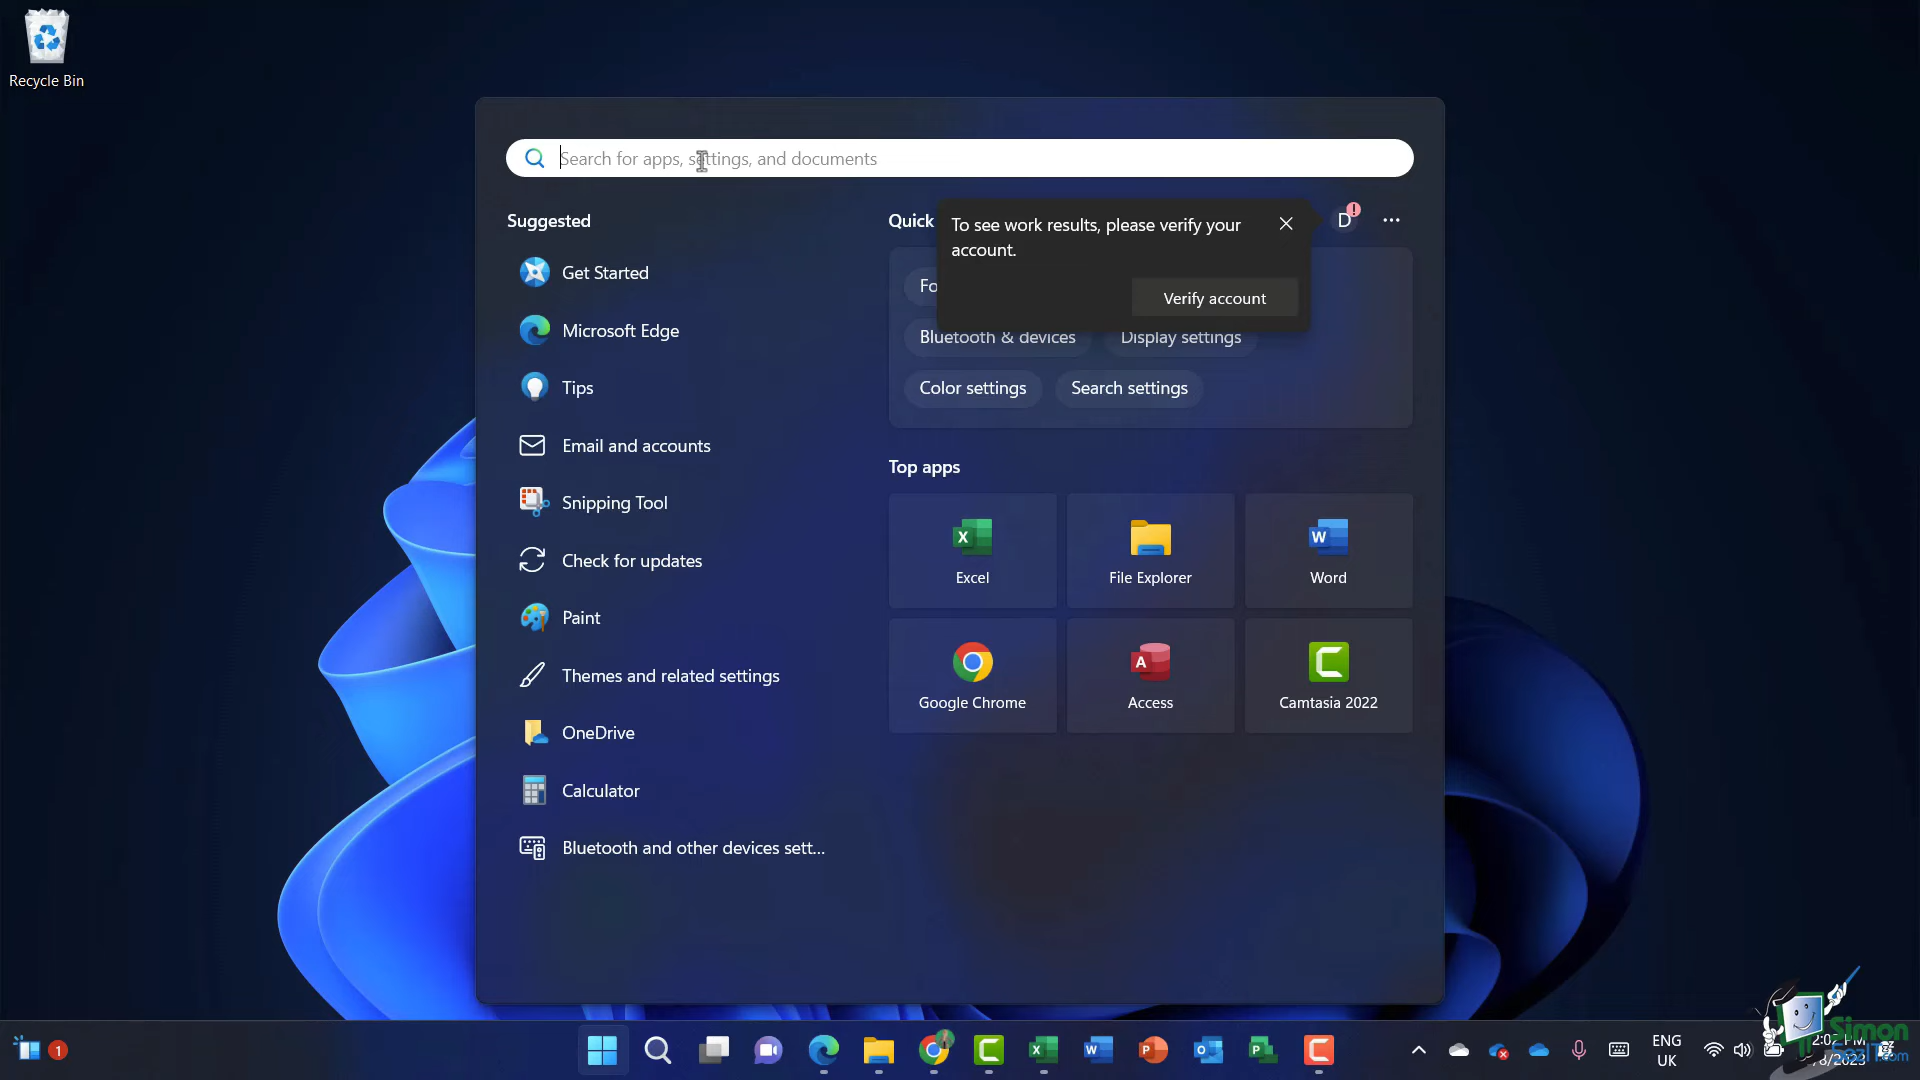 Recycle Bin
Search for apps, settings, and documents
Suggested
Get Started
Microsoft Edge
Tips
Email and accounts
Snipping Tool
Check for updates
Paint
Themes and related settings
OneDrive
Calculator
Bluetooth and other devices sett...
Quick
D
To see work results, please verify your
account.
Verify account
Fo
Bluetooth & devices
Display settings
Color settings
Search settings
Top apps
Excel
File Explorer
Word
Google Chrome
Access
Camtasia 2022
1
ENG
UK
Simon